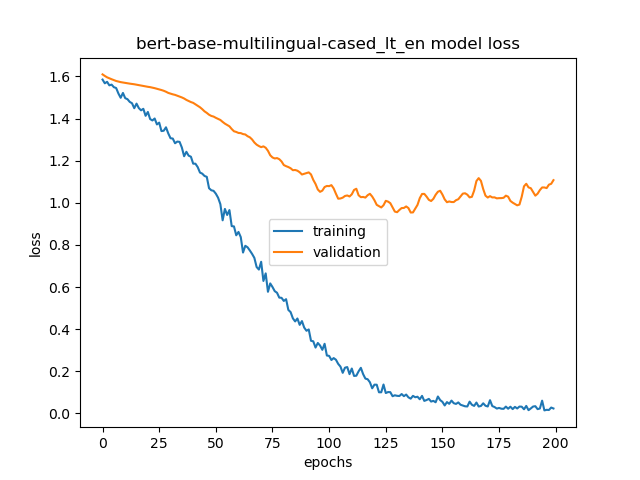 bert-base-multilingual-cased_lt_en model loss
loss
1.6
1.4
1.2
1.0
0.8
0.6
0.4
0.2
0.0
training
validation
0 25 50 75 100 125 150 175 200
epochs